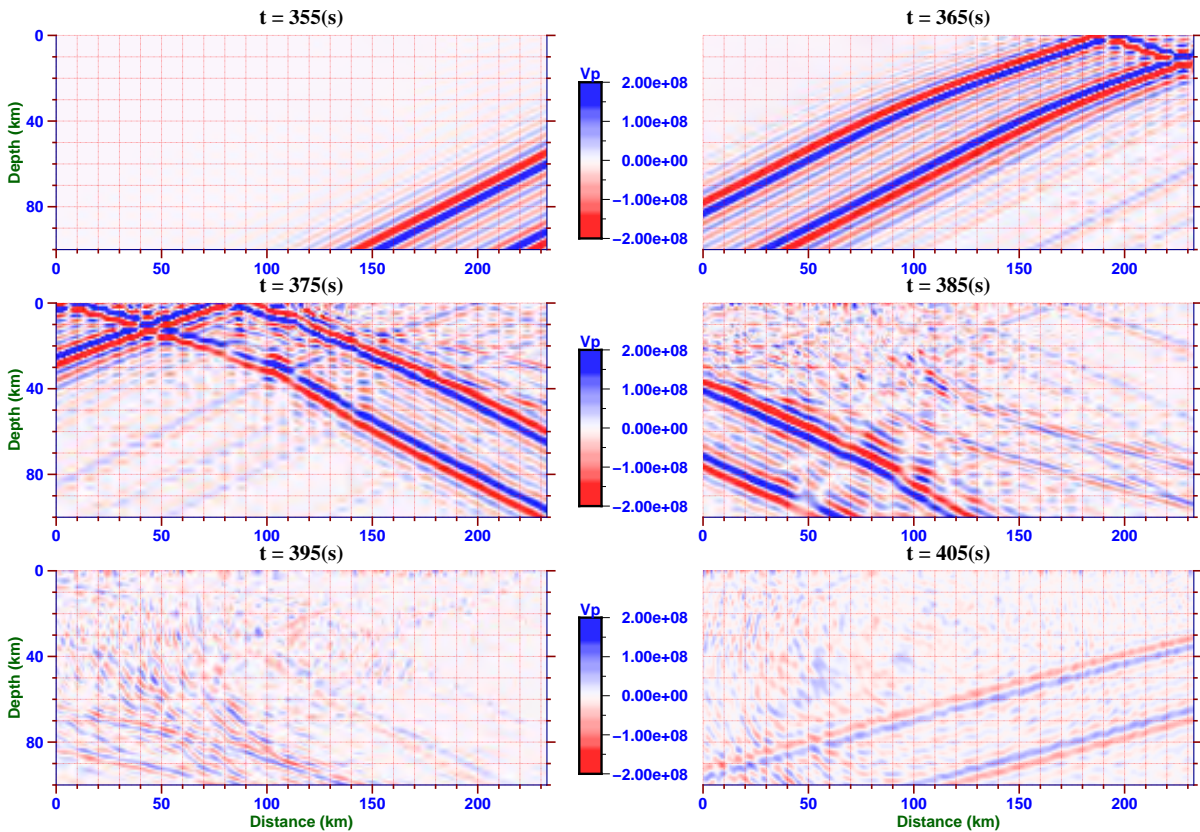 t = 355(s)
t = 365(s)
Depth (km)
0
40
80
0 50 100 150 200
Vp
2.00e+08
1.00e+08
0.00e+00
−1.00e+08
−2.00e+08
0 50 100 150 200
t = 375(s)
t = 385(s)
Depth (km)
0
40
80
0 50 100 150 200
Vp
2.00e+08
1.00e+08
0.00e+00
−1.00e+08
−2.00e+08
0 50 100 150 200
t = 395(s)
t = 405(s)
Depth (km)
0
40
80
0 50 100 150 200
Distance (km)
Vp
2.00e+08
1.00e+08
0.00e+00
−1.00e+08
−2.00e+08
0 50 100 150 200
Distance (km)